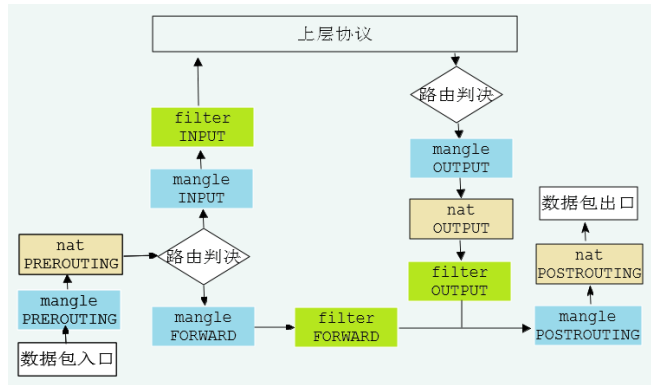 上层协议
路由判决
filter
INPUT
mangle
OUTPUT
mangle
INPUT
数据包出口
nat
OUTPUT
nat
PREROUTING
路由判决
nat
POSTROUTING
filter
OUTPUT
mangle
PREROUTING
mangle
FORWARD
filter
FORWARD
mangle
POSTROUTING
数据包入口